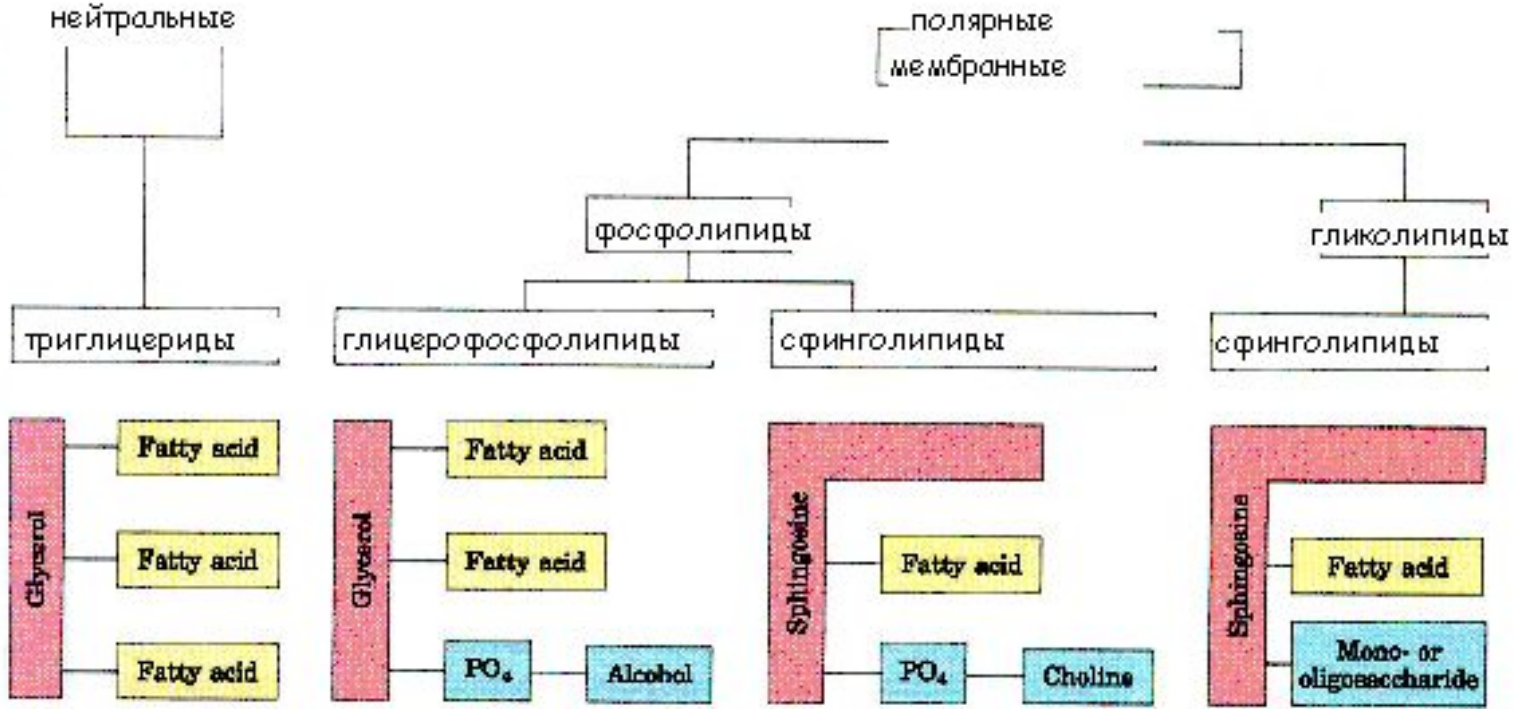 нейтральные
полярные
мембранные
фосфолипиды
гликолипиды
триглицериды
глицерофосфолипиды
сфинголипиды
сфинголипиды
Glycerol
Fatty acid
Fatty acid
Fatty acid
Glycerol
Fatty acid
Fatty acid
PO₄
Alcohol
Sphingosine
Fatty acid
PO₄
Choline
Sphingosine
Fatty acid
Mono- or
oligosaccharide